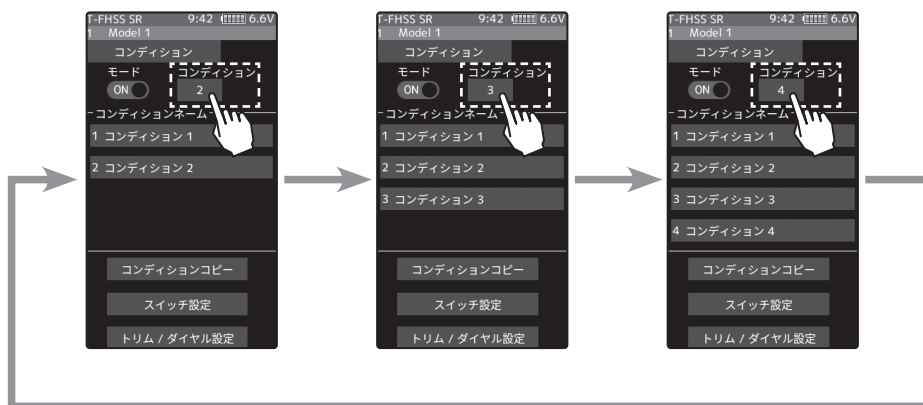 T-FHSS SR 9:42 6.6V
1 Model 1
コンディション
モード コンディション
ON 2
コンディションネーム
1 コンディション 1
2 コンディション 2
コンディションコピー
スイッチ設定
トリム / ダイヤル設定
T-FHSS SR 9:42 6.6V
1 Model 1
コンディション
モード コンディション
ON 3
コンディションネーム
1 コンディション 1
2 コンディション 2
3 コンディション 3
コンディションコピー
スイッチ設定
トリム / ダイヤル設定
T-FHSS SR 9:42 6.6V
1 Model 1
コンディション
モード コンディション
ON 4
コンディションネーム
1 コンディション 1
2 コンディション 2
3 コンディション 3
4 コンディション 4
コンディションコピー
スイッチ設定
トリム / ダイヤル設定